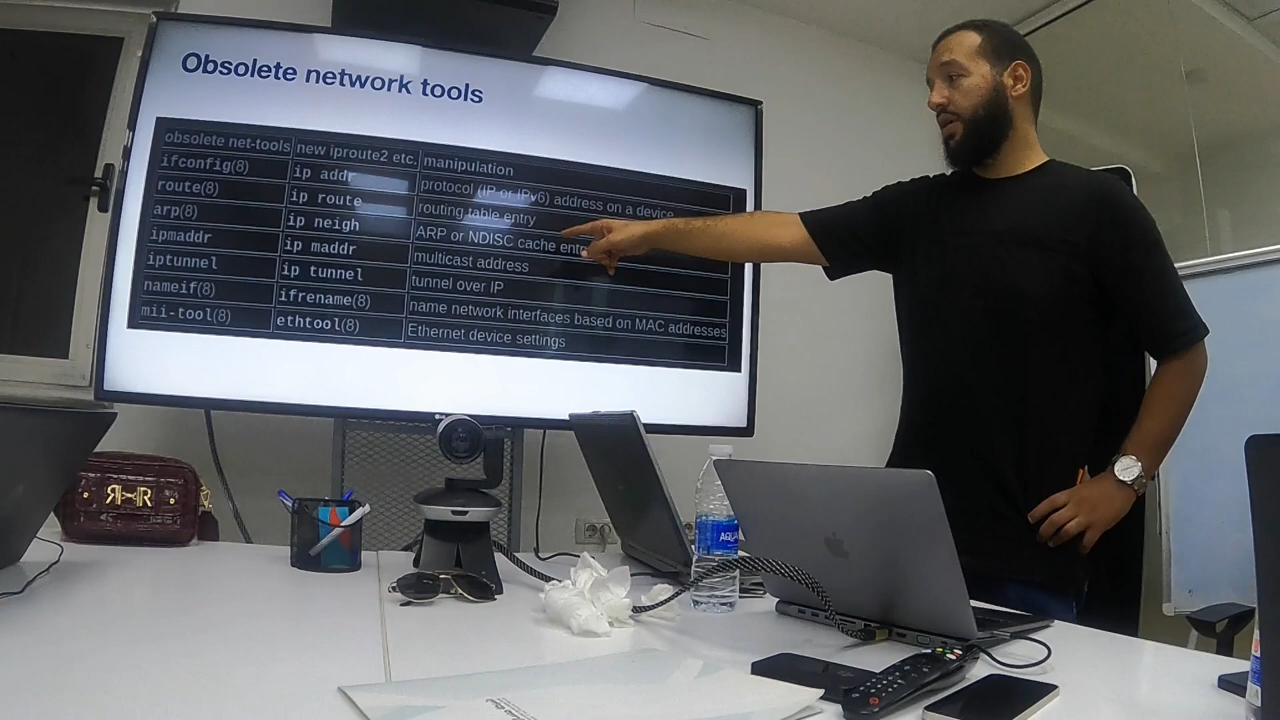 Obsolete network tools
obsolete net-tools new iproute2 etc. manipulation
ifconfig(8) ip addr protocol (IP or IPv6) address on a device
route(8) ip route routing table entry
arp(8) ip neigh ARP or NDISC cache
ipmaddr ip maddr multicast address
iptunnel ip tunnel tunnel over IP
nameif(8) ifrename(8) name network interfaces based on MAC addresses
mii-tool(8) ethtool(8) Ethernet device settings